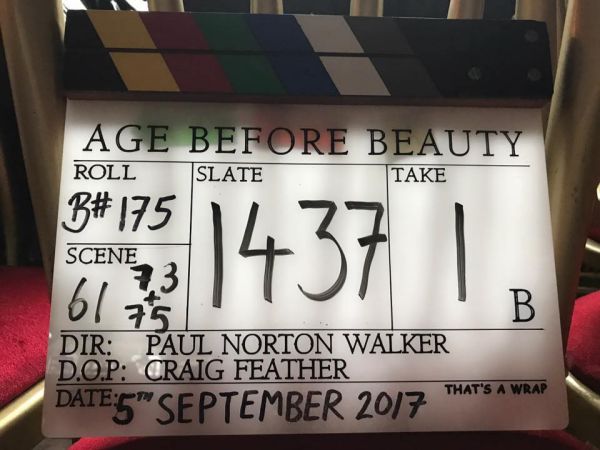 AGE BEFORE BEAUTY
ROLL SLATE TAKE
B# 175
1437 1
SCENE
61 73
+
75
B
DIR: PAUL NORTON WALKER
D.O.P: CRAIG FEATHER
THAT'S A WRAP
DATE: 5TH SEPTEMBER 2017